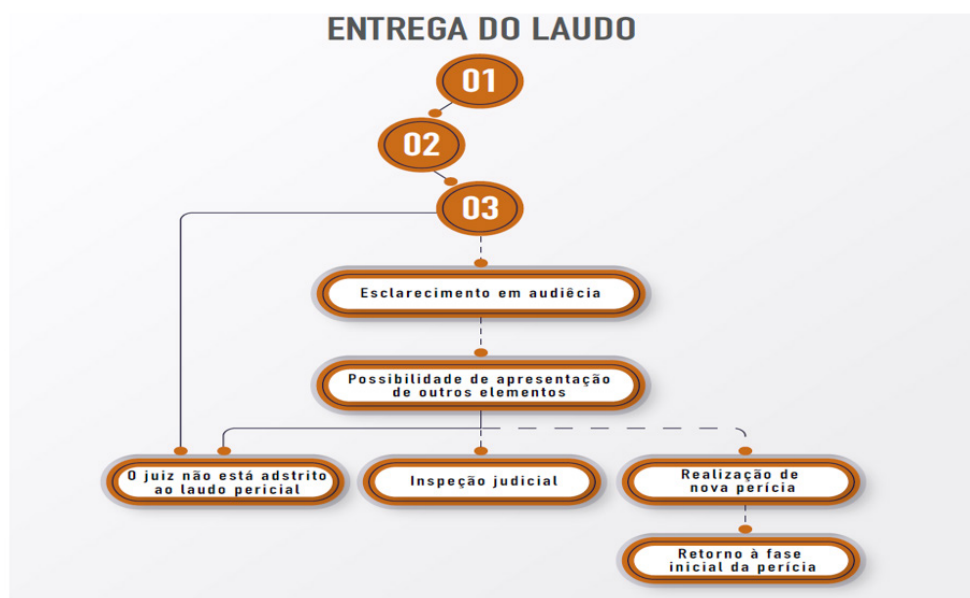 ENTREGA DO LAUDO
01
02
03
Esclarecimento em audiêcia
Possibilidade de apresentação
de outros elementos
O juiz não está adstrito
ao laudo pericial
Inspeção judicial
Realização de
nova perícia
Retorno à fase
inicial da perícia